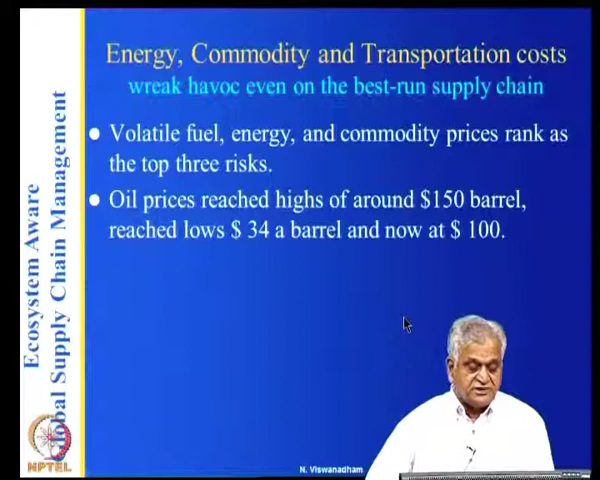 Energy, Commodity and Transportation costs
wreak havoc even on the best-run supply chain
Volatile fuel, energy, and commodity prices rank as
the top three risks.
Oil prices reached highs of around $150 barrel,
reached lows $ 34 a barrel and now at $ 100.
Ecosystem Aware
Global Supply Chain Management
NPTEL
N. Viswanadham